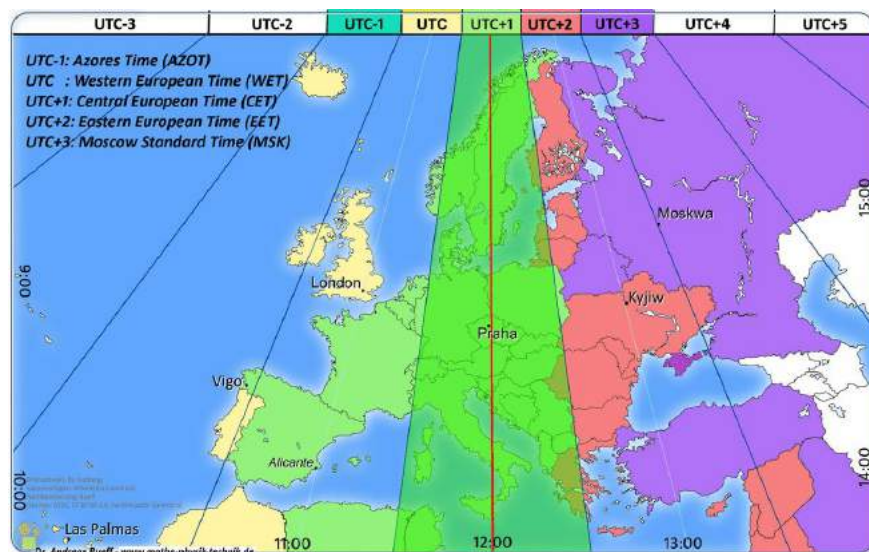 UTC-3 UTC-2 UTC-1 UTC UTC+1 UTC+2 UTC+3 UTC+4 UTC+5
UTC-1: Azores Time (AZOT)
UTC : Western European Time (WET)
UTC+1: Central European Time (CET)
UTC+2: Eastern European Time (EET)
UTC+3: Moscow Standard Time (MSK)
15:00
Moskwa
9:00
London
Kyjiw
Praha
Vigo
Alicante
10:00
14:00
Las Palmas
11:00
12:00
13:00